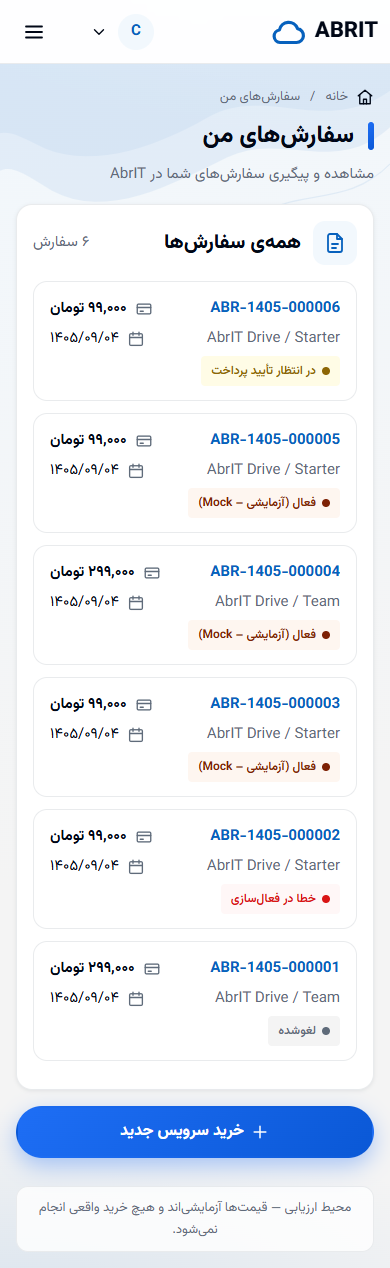 ABRIT
C
خانه / سفارش‌های من
سفارش‌های من
مشاهده و پیگیری سفارش‌های شما در AbrIT
همه‌ی سفارش‌ها
۶ سفارش
ABR-1405-000006
۹۹,۰۰۰ تومان
AbrIT Drive / Starter
۱۴۰۵/۰۹/۰۴
در انتظار تأیید پرداخت
ABR-1405-000005
۹۹,۰۰۰ تومان
AbrIT Drive / Starter
۱۴۰۵/۰۹/۰۴
فعال (آزمایشی – Mock)
ABR-1405-000004
۲۹۹,۰۰۰ تومان
AbrIT Drive / Team
۱۴۰۵/۰۹/۰۴
فعال (آزمایشی – Mock)
ABR-1405-000003
۹۹,۰۰۰ تومان
AbrIT Drive / Starter
۱۴۰۵/۰۹/۰۴
فعال (آزمایشی – Mock)
ABR-1405-000002
۹۹,۰۰۰ تومان
AbrIT Drive / Starter
۱۴۰۵/۰۹/۰۴
خطا در فعال‌سازی
ABR-1405-000001
۲۹۹,۰۰۰ تومان
AbrIT Drive / Team
۱۴۰۵/۰۹/۰۴
لغوشده
خرید سرویس جدید
محیط ارزیابی — قیمت‌ها آزمایشی‌اند و هیچ خرید واقعی انجام
نمی‌شود.